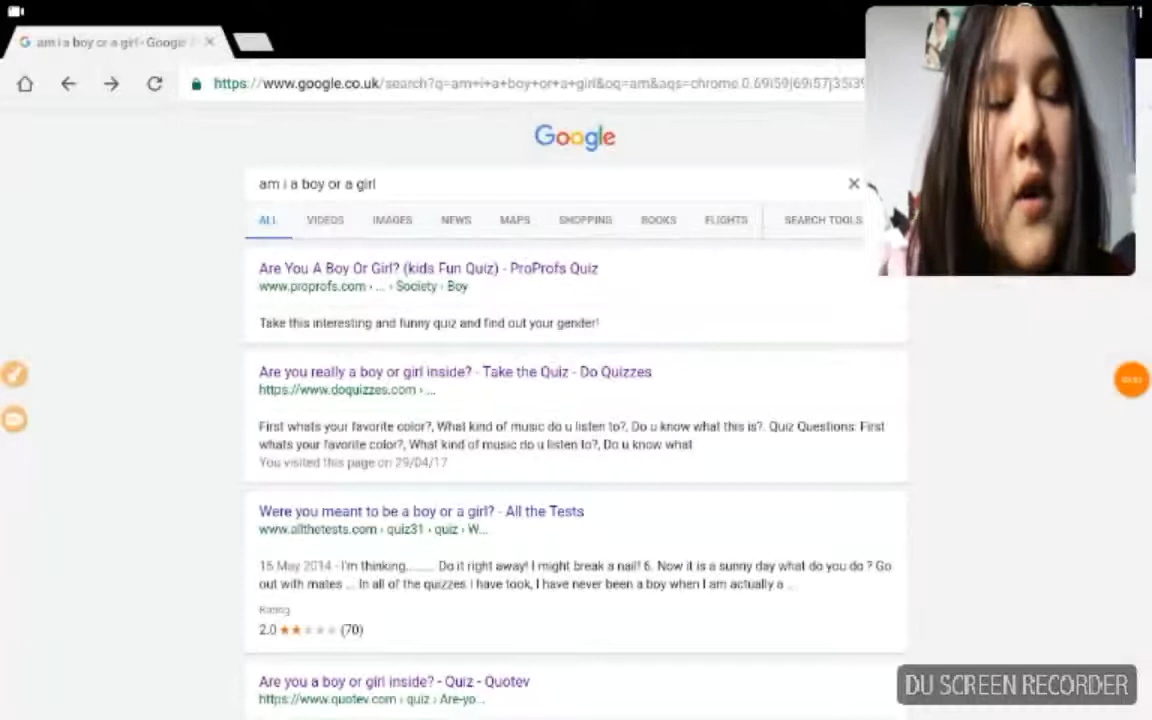 am i a boy or a girl - Google
https://www.google.co.uk/search?q=am+i+a+boy+or+a+girl&oq=am&aqs=chrome.0.69i59j69i57j35i39
Google
am i a boy or a girl
ALL VIDEOS IMAGES NEWS MAPS SHOPPING BOOKS FLIGHTS SEARCH TOOLS
Are You A Boy Or Girl? (kids Fun Quiz) - ProProfs Quiz
www.proprofs.com › ... › Society › Boy
Take this interesting and funny quiz and find out your gender!
Are you really a boy or girl inside? - Take the Quiz - Do Quizzes
https://www.doquizzes.com › ...
First whats your favorite color?, What kind of music do u listen to?, Do u know what this is?. Quiz Questions: First
whats your favorite color?, What kind of music do u listen to?, Do u know what
You visited this page on 29/04/17
Were you meant to be a boy or a girl? - All the Tests
www.allthetests.com › quiz31 › quiz › W...
15 May 2014 - I'm thinking......... Do it right away! I might break a nail! 6. Now it is a sunny day what do you do ? Go
out with mates ... In all of the quizzes I have took, I have never been a boy when I am actually a ...
Rating
2.0 (70)
Are you a boy or girl inside? - Quiz - Quotev
https://www.quotev.com › quiz › Are-yo...
DU SCREEN RECORDER